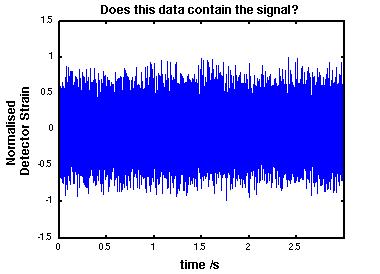 Does this data contain the signal?
1.5
1
0.5
0
-0.5
-1
-1.5
Normalised
Detector Strain
0 0.5 1 1.5 2 2.5
time /s